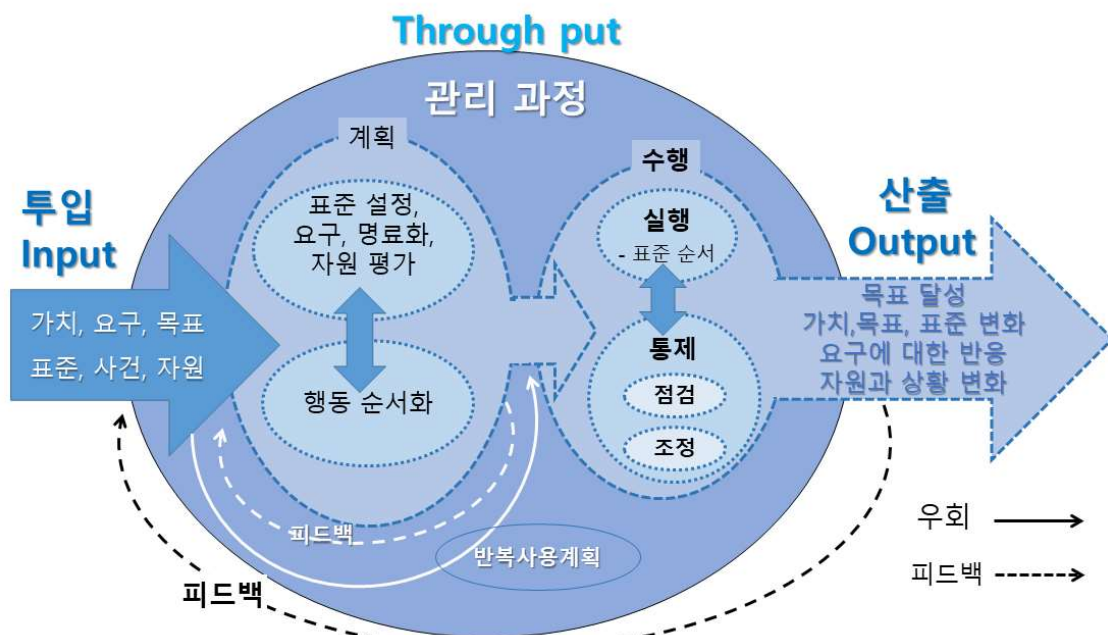 Through put
관리 과정
투입
Input
가치, 요구, 목표
표준, 사건, 자원
계획
표준 설정,
요구, 명료화,
자원 평가
행동 순서화
수행
실행
- 표준 순서
통제
점검
조정
산출
Output
목표 달성
가치,목표, 표준 변화
요구에 대한 반응
자원과 상황 변화
피드백
반복사용계획
피드백
우회
피드백